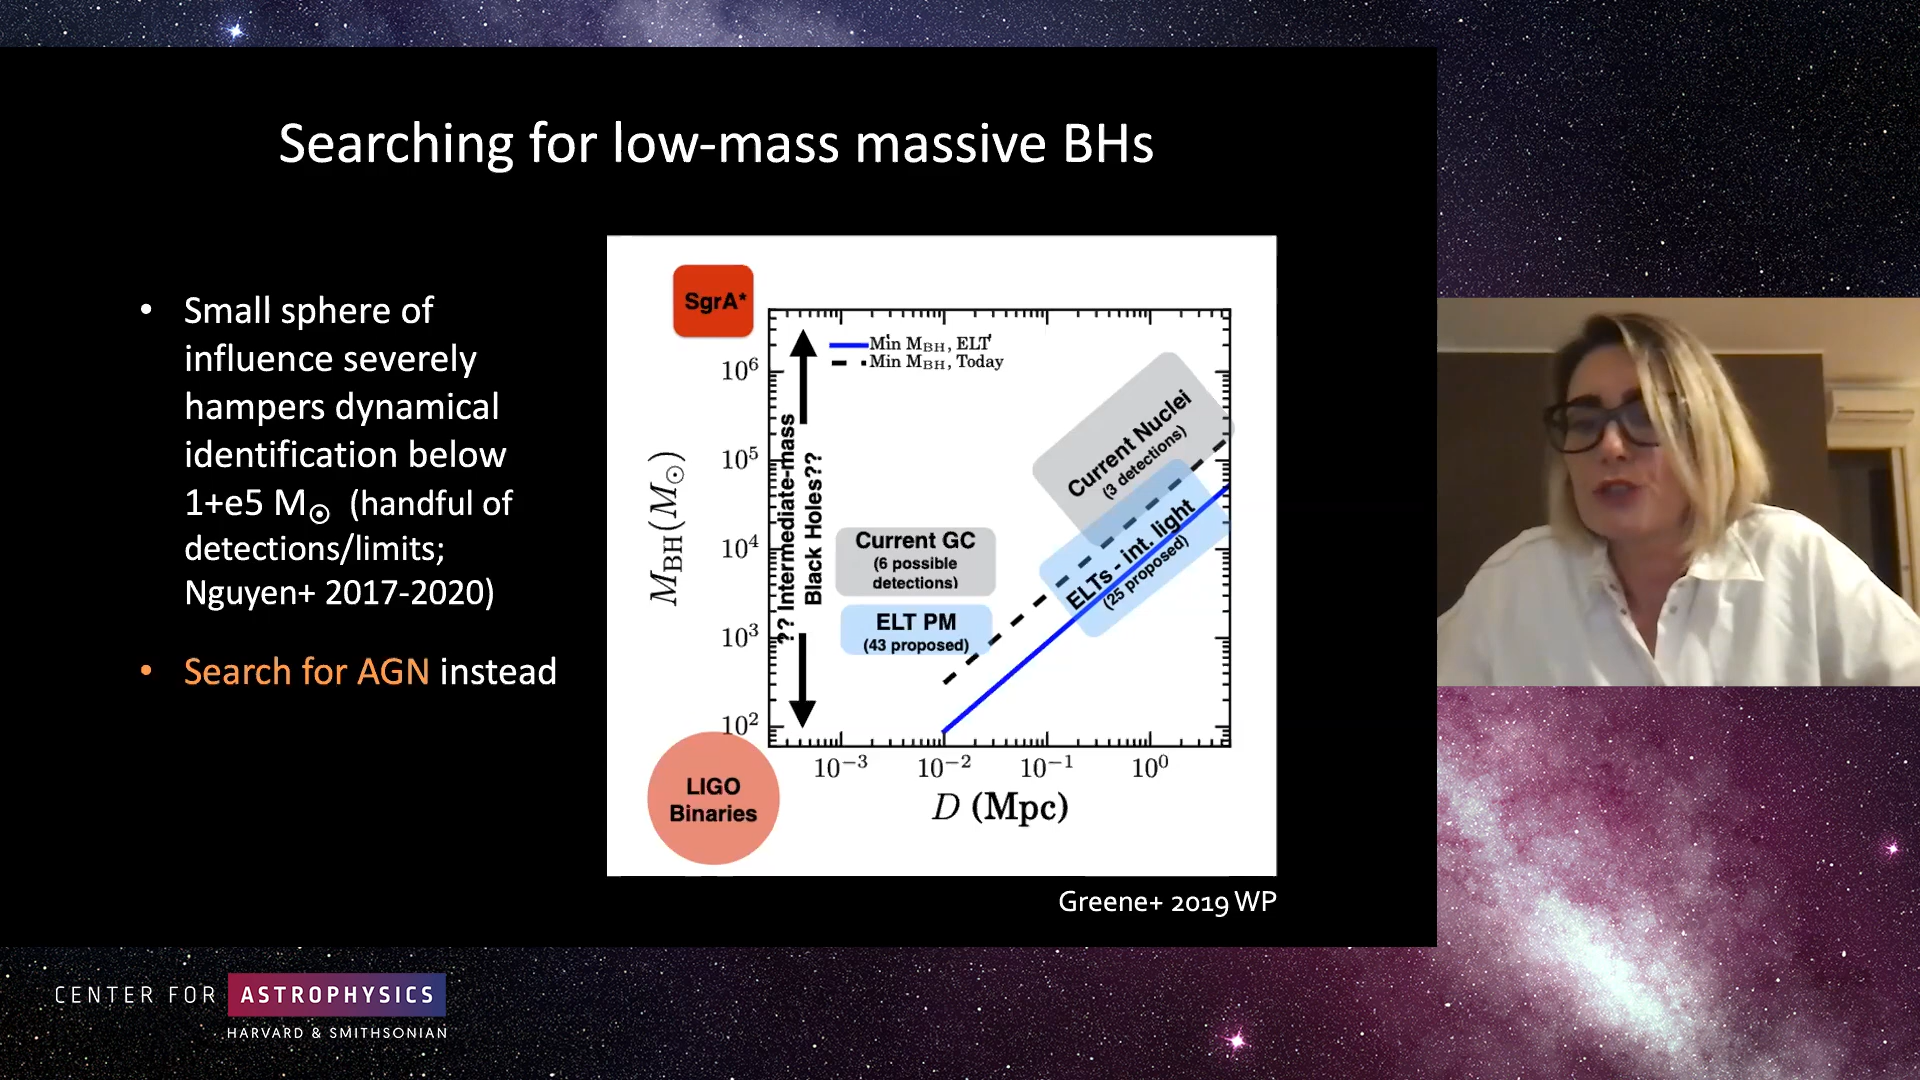 Searching for low-mass massive BHs
• Small sphere of
influence severely
hampers dynamical
identification below
1+e5 M☉ (handful of
detections/limits;
Nguyen+ 2017-2020)
• Search for AGN instead
SgrA*
Min M_BH, ELT'
Min M_BH, Today
10⁶
10⁵
10⁴
10³
10²
M_BH (M_⊙)
?? Intermediate-mass
Black Holes??
Current Nuclei
(3 detections)
Current GC
(6 possible
detections)
ELTs - int. light
(25 proposed)
ELT PM
(43 proposed)
LIGO
Binaries
10⁻³
10⁻²
10⁻¹
10⁰
D (Mpc)
Greene+ 2019 WP
CENTER FOR ASTROPHYSICS
HARVARD & SMITHSONIAN